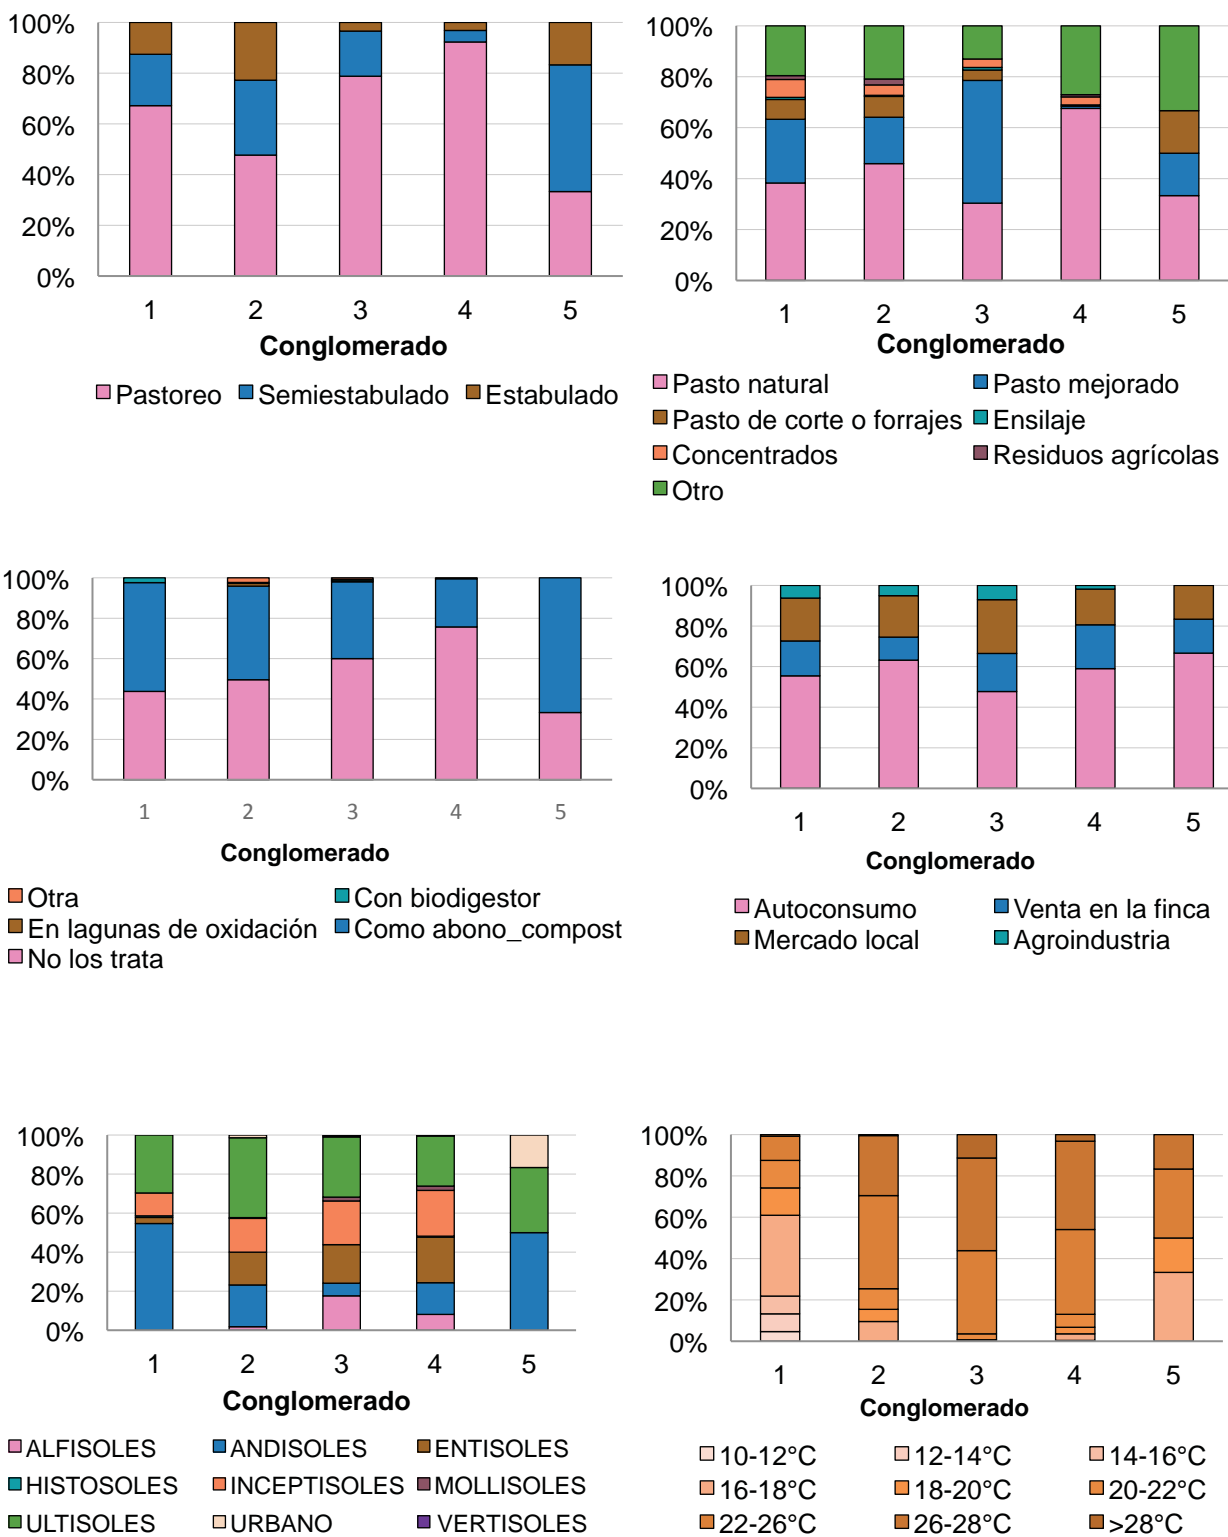 100%
80%
60%
40%
20%
0%
1 2 3 4 5
Conglomerado
Pastoreo Semiestabulado Estabulado
100%
80%
60%
40%
20%
0%
1 2 3 4 5
Conglomerado
Pasto natural Pasto mejorado
Pasto de corte o forrajes Ensilaje
Concentrados Residuos agrícolas
Otro
100%
80%
60%
40%
20%
0%
1 2 3 4 5
Conglomerado
Otra Con biodigestor
En lagunas de oxidación Como abono_compost
No los trata
100%
80%
60%
40%
20%
0%
1 2 3 4 5
Conglomerado
Autoconsumo Venta en la finca
Mercado local Agroindustria
100%
80%
60%
40%
20%
0%
1 2 3 4 5
Conglomerado
ALFISOLES ANDISOLES ENTISOLES
HISTOSOLES INCEPTISOLES MOLLISOLES
ULTISOLES URBANO VERTISOLES
100%
80%
60%
40%
20%
0%
1 2 3 4 5
Conglomerado
10-12°C 12-14°C 14-16°C
16-18°C 18-20°C 20-22°C
22-26°C 26-28°C >28°C